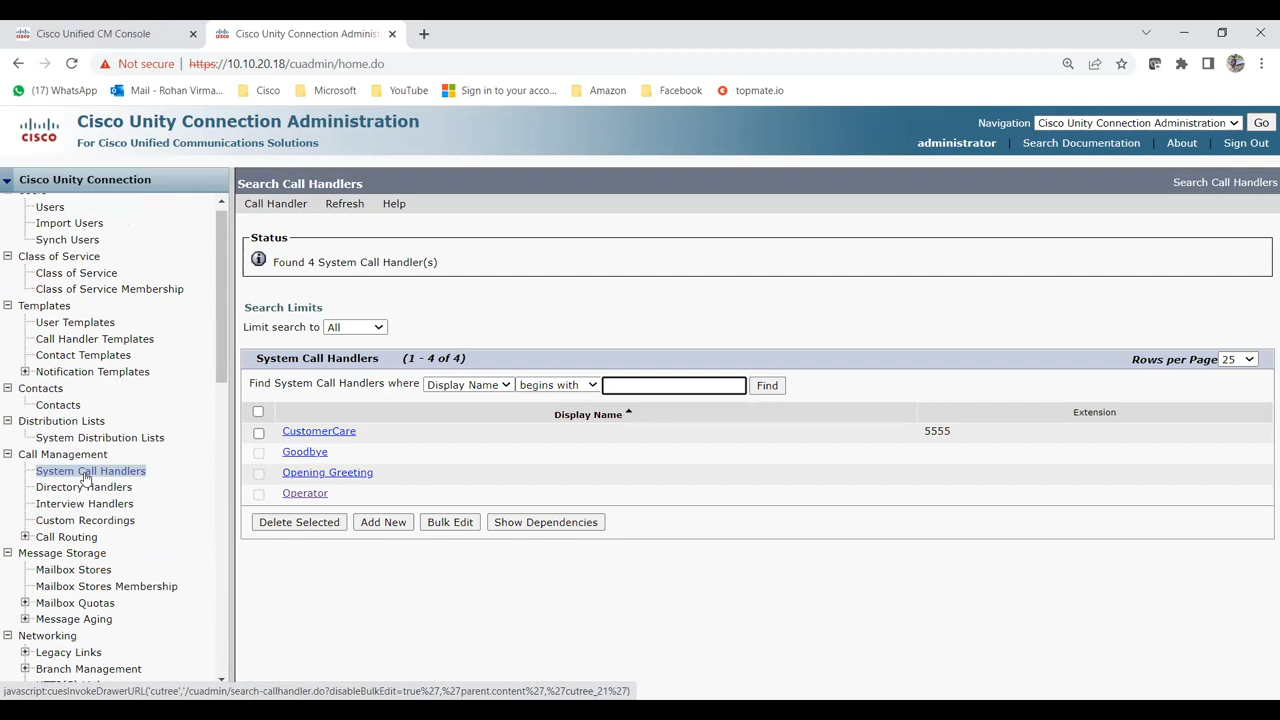 Cisco Unified CM Console
Cisco Unity Connection Administ
Not secure | https://10.10.20.18/cuadmin/home.do
(17) WhatsApp Mail - Rohan Virma... Cisco Microsoft YouTube Sign in to your acco... Amazon Facebook topmate.io
CISCO
Cisco Unity Connection Administration
For Cisco Unified Communications Solutions
Navigation Cisco Unity Connection Administration Go
administrator | Search Documentation | About | Sign Out
Cisco Unity Connection
Users
Import Users
Synch Users
Class of Service
Class of Service
Class of Service Membership
Templates
User Templates
Call Handler Templates
Contact Templates
Notification Templates
Contacts
Contacts
Distribution Lists
System Distribution Lists
Call Management
System Call Handlers
Directory Handlers
Interview Handlers
Custom Recordings
Call Routing
Message Storage
Mailbox Stores
Mailbox Stores Membership
Mailbox Quotas
Message Aging
Networking
Legacy Links
Branch Management
Search Call Handlers
Search Call Handlers
Call Handler Refresh Help
Status
Found 4 System Call Handler(s)
Search Limits
Limit search to All
System Call Handlers (1 - 4 of 4) Rows per Page 25
Find System Call Handlers where Display Name begins with Find
Display Name Extension
CustomerCare 5555
Goodbye
Opening Greeting
Operator
Delete Selected Add New Bulk Edit Show Dependencies
javascript:cuesInvokeDrawerURL('cutree','/cuadmin/search-callhandler.do?disableBulkEdit=true%27,%27parent.content%27,%27cutree_21%27)